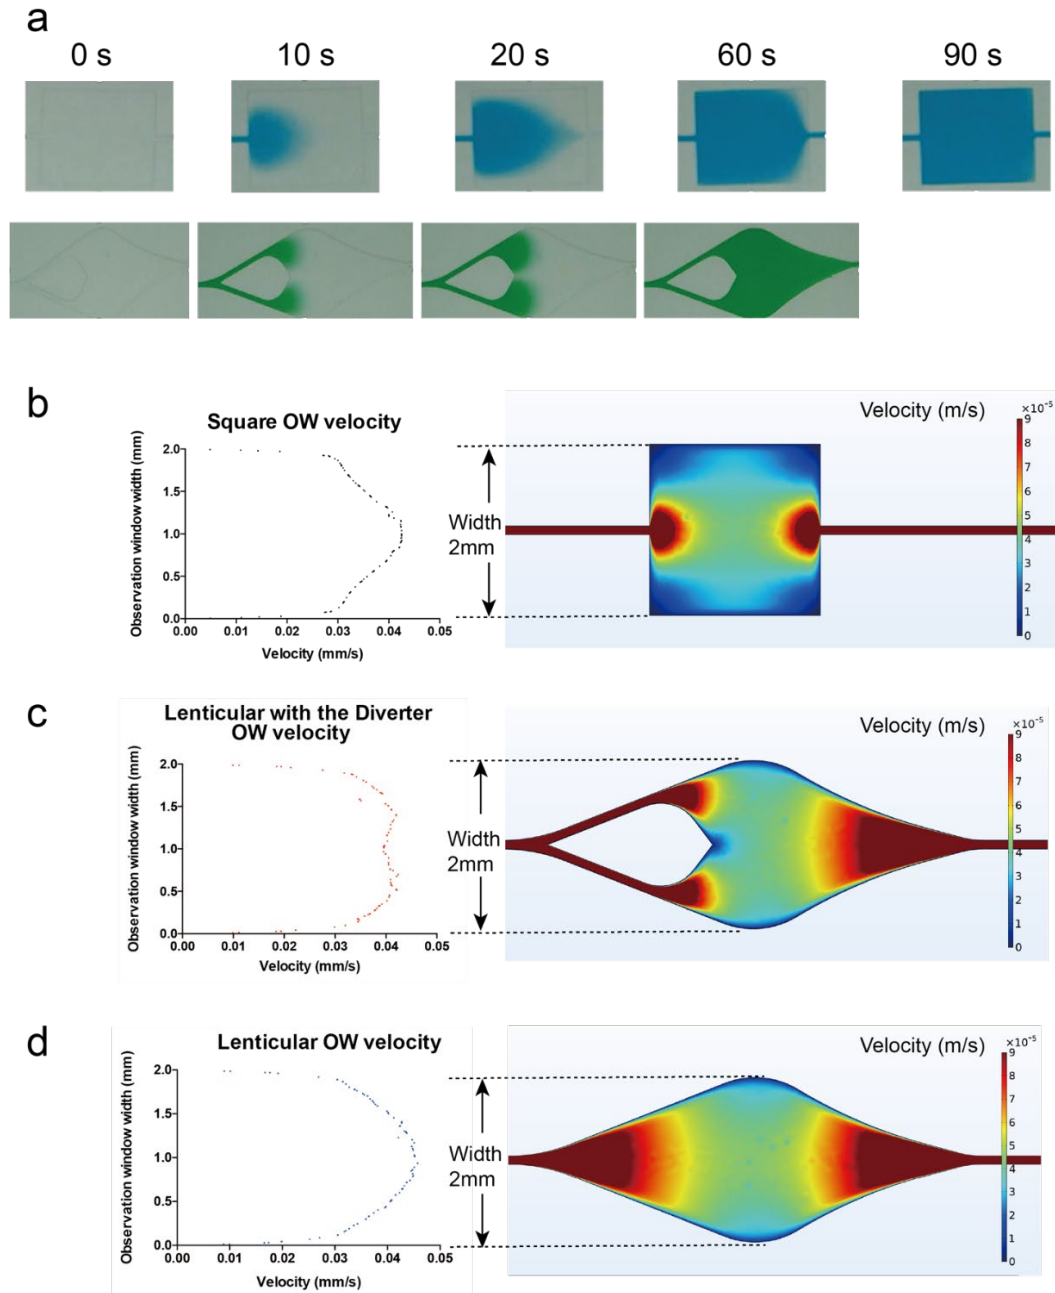 a
0 s
10 s
20 s
60 s
90 s
b
Square OW velocity
Observation window width (mm)
2.0
1.5
1.0
0.5
0.0
0.00
0.01
0.02
0.03
0.04
0.05
Velocity (mm/s)
Width
2mm
Velocity (m/s)
×10⁻⁵
9
8
7
6
5
4
3
2
1
0
c
Lenticular with the Diverter
OW velocity
Observation window width (mm)
2.0
1.5
1.0
0.5
0.0
0.00
0.01
0.02
0.03
0.04
0.05
Velocity (mm/s)
Width
2mm
Velocity (m/s)
×10⁻⁵
9
8
7
6
5
4
3
2
1
0
d
Lenticular OW velocity
Observation window width (mm)
2.0
1.5
1.0
0.5
0.0
0.00
0.01
0.02
0.03
0.04
0.05
Velocity (mm/s)
Width
2mm
Velocity (m/s)
×10⁻⁵
9
8
7
6
5
4
3
2
1
0